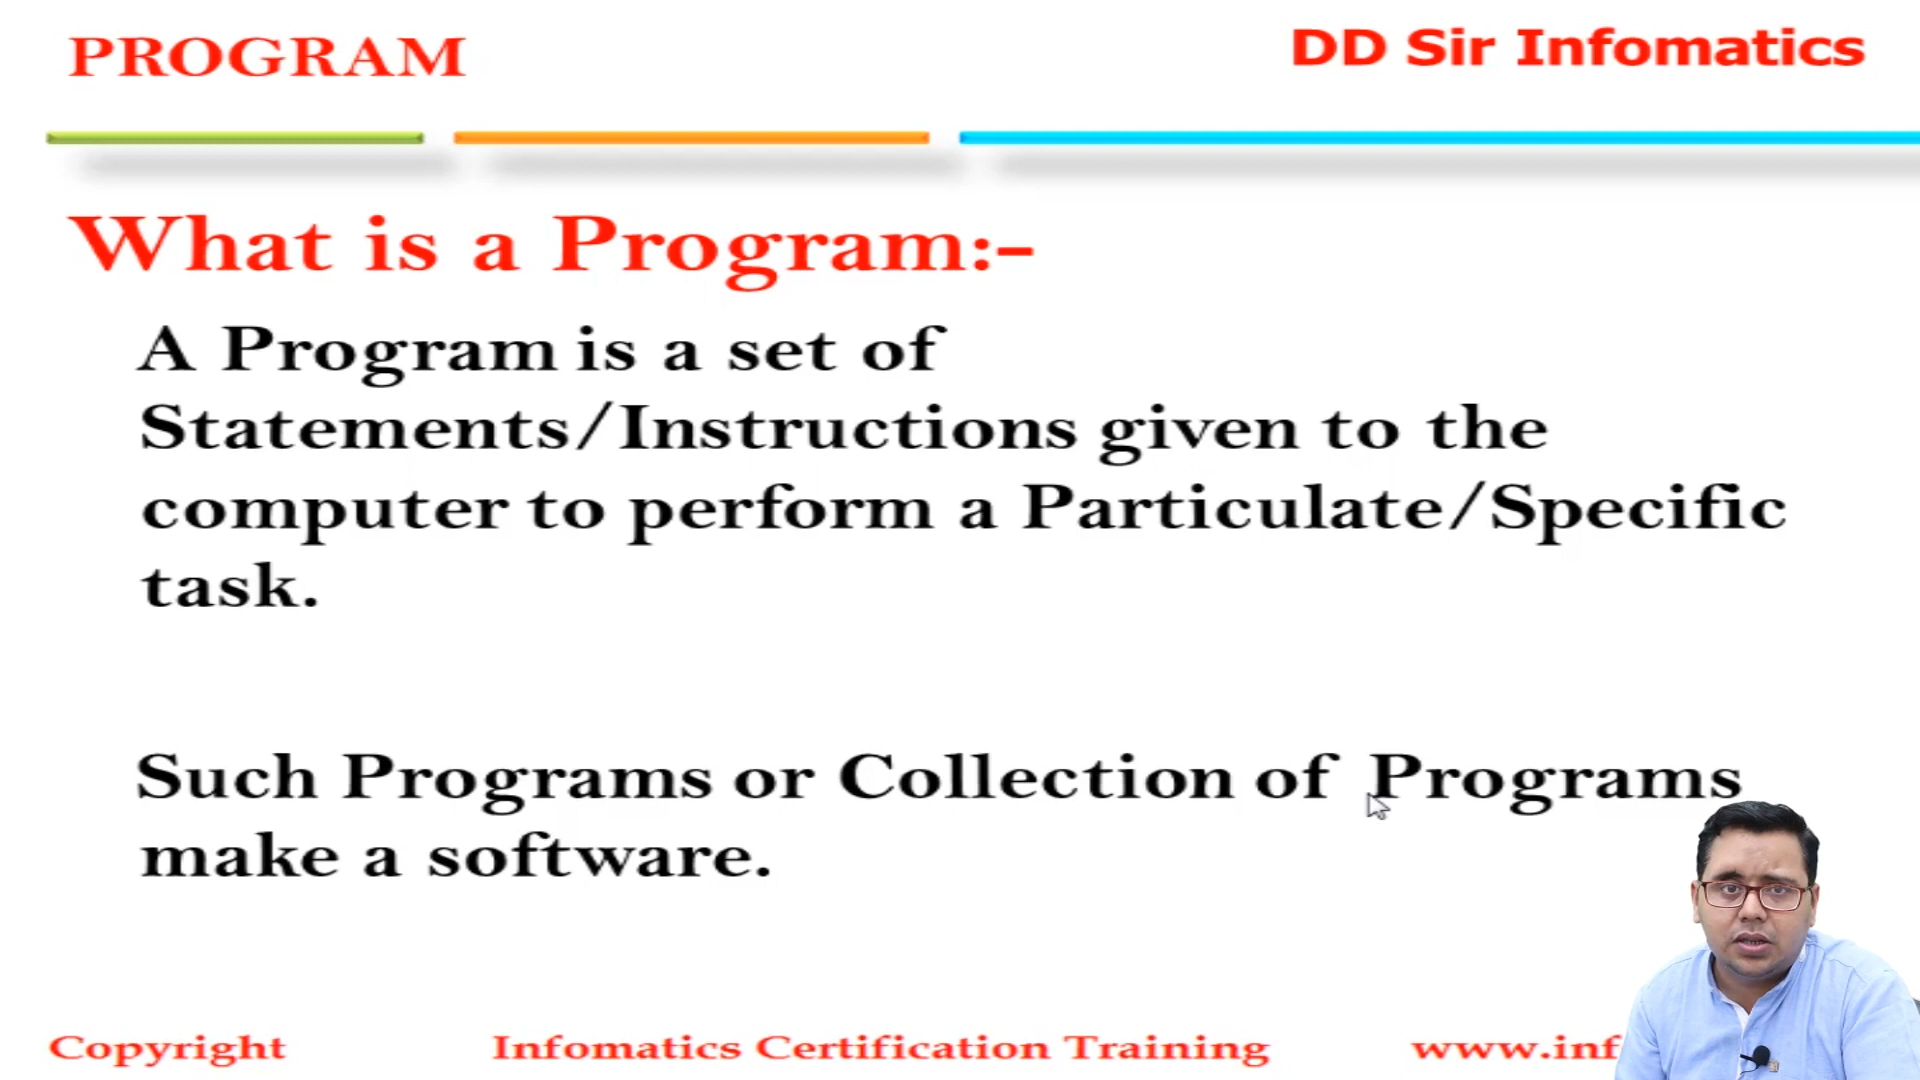 PROGRAM
DD Sir Infomatics
What is a Program:-
A Program is a set of
Statements/Instructions given to the
computer to perform a Particulate/Specific
task.
Such Programs or Collection of Programs
make a software.
Copyright
Infomatics Certification Training
www.inf